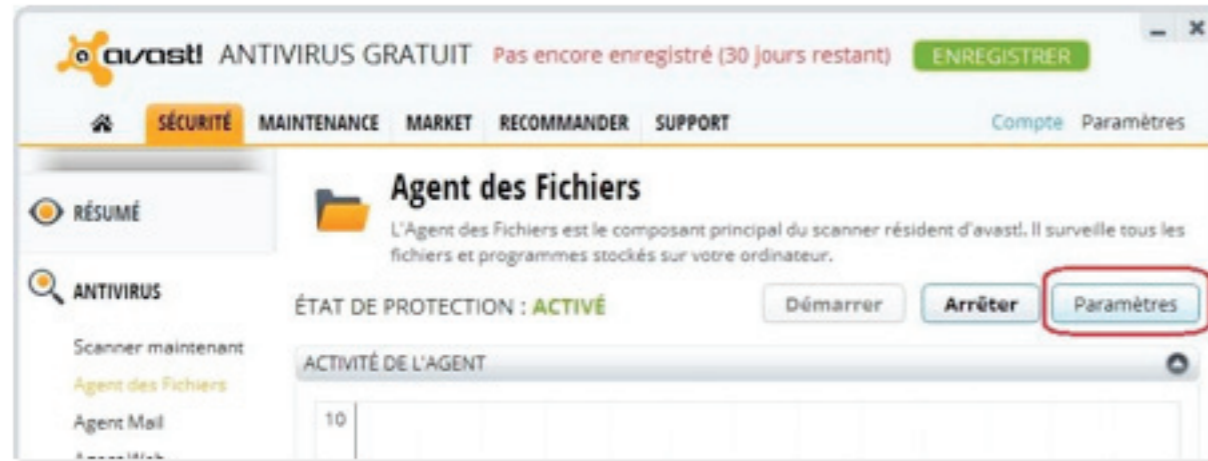 avast! ANTIVIRUS GRATUIT Pas encore enregistré (30 jours restant) ENREGISTRER
SÉCURITÉ MAINTENANCE MARKET RECOMMANDER SUPPORT Compte Paramètres
Agent des Fichiers
RÉSUMÉ
L'Agent des Fichiers est le composant principal du scanner résident d'avast!. Il surveille tous les
fichiers et programmes stockés sur votre ordinateur.
ANTIVIRUS
ÉTAT DE PROTECTION : ACTIVÉ Démarrer Arrêter Paramètres
Scanner maintenant
ACTIVITÉ DE L'AGENT
Agent des Fichiers
Agent Mail
10